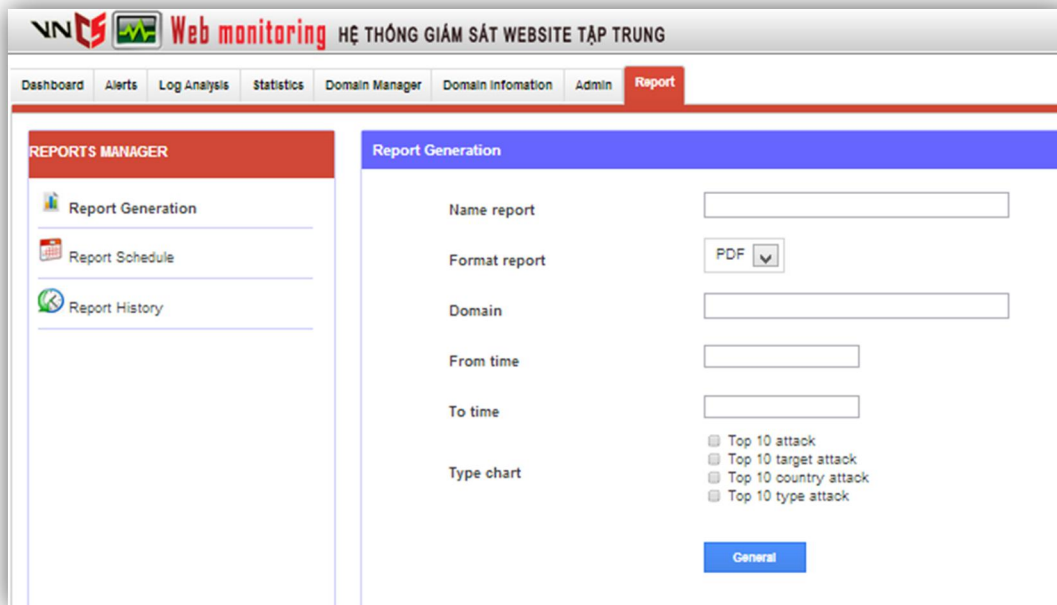 VNCS Web monitoring HỆ THỐNG GIÁM SÁT WEBSITE TẬP TRUNG
Dashboard Alerts Log Analysis Statistics Domain Manager Domain Infomation Admin Report
REPORTS MANAGER
Report Generation
Report Schedule
Report History
Report Generation
Name report
Format report PDF
Domain
From time
To time
Type chart
Top 10 attack
Top 10 target attack
Top 10 country attack
Top 10 type attack
General